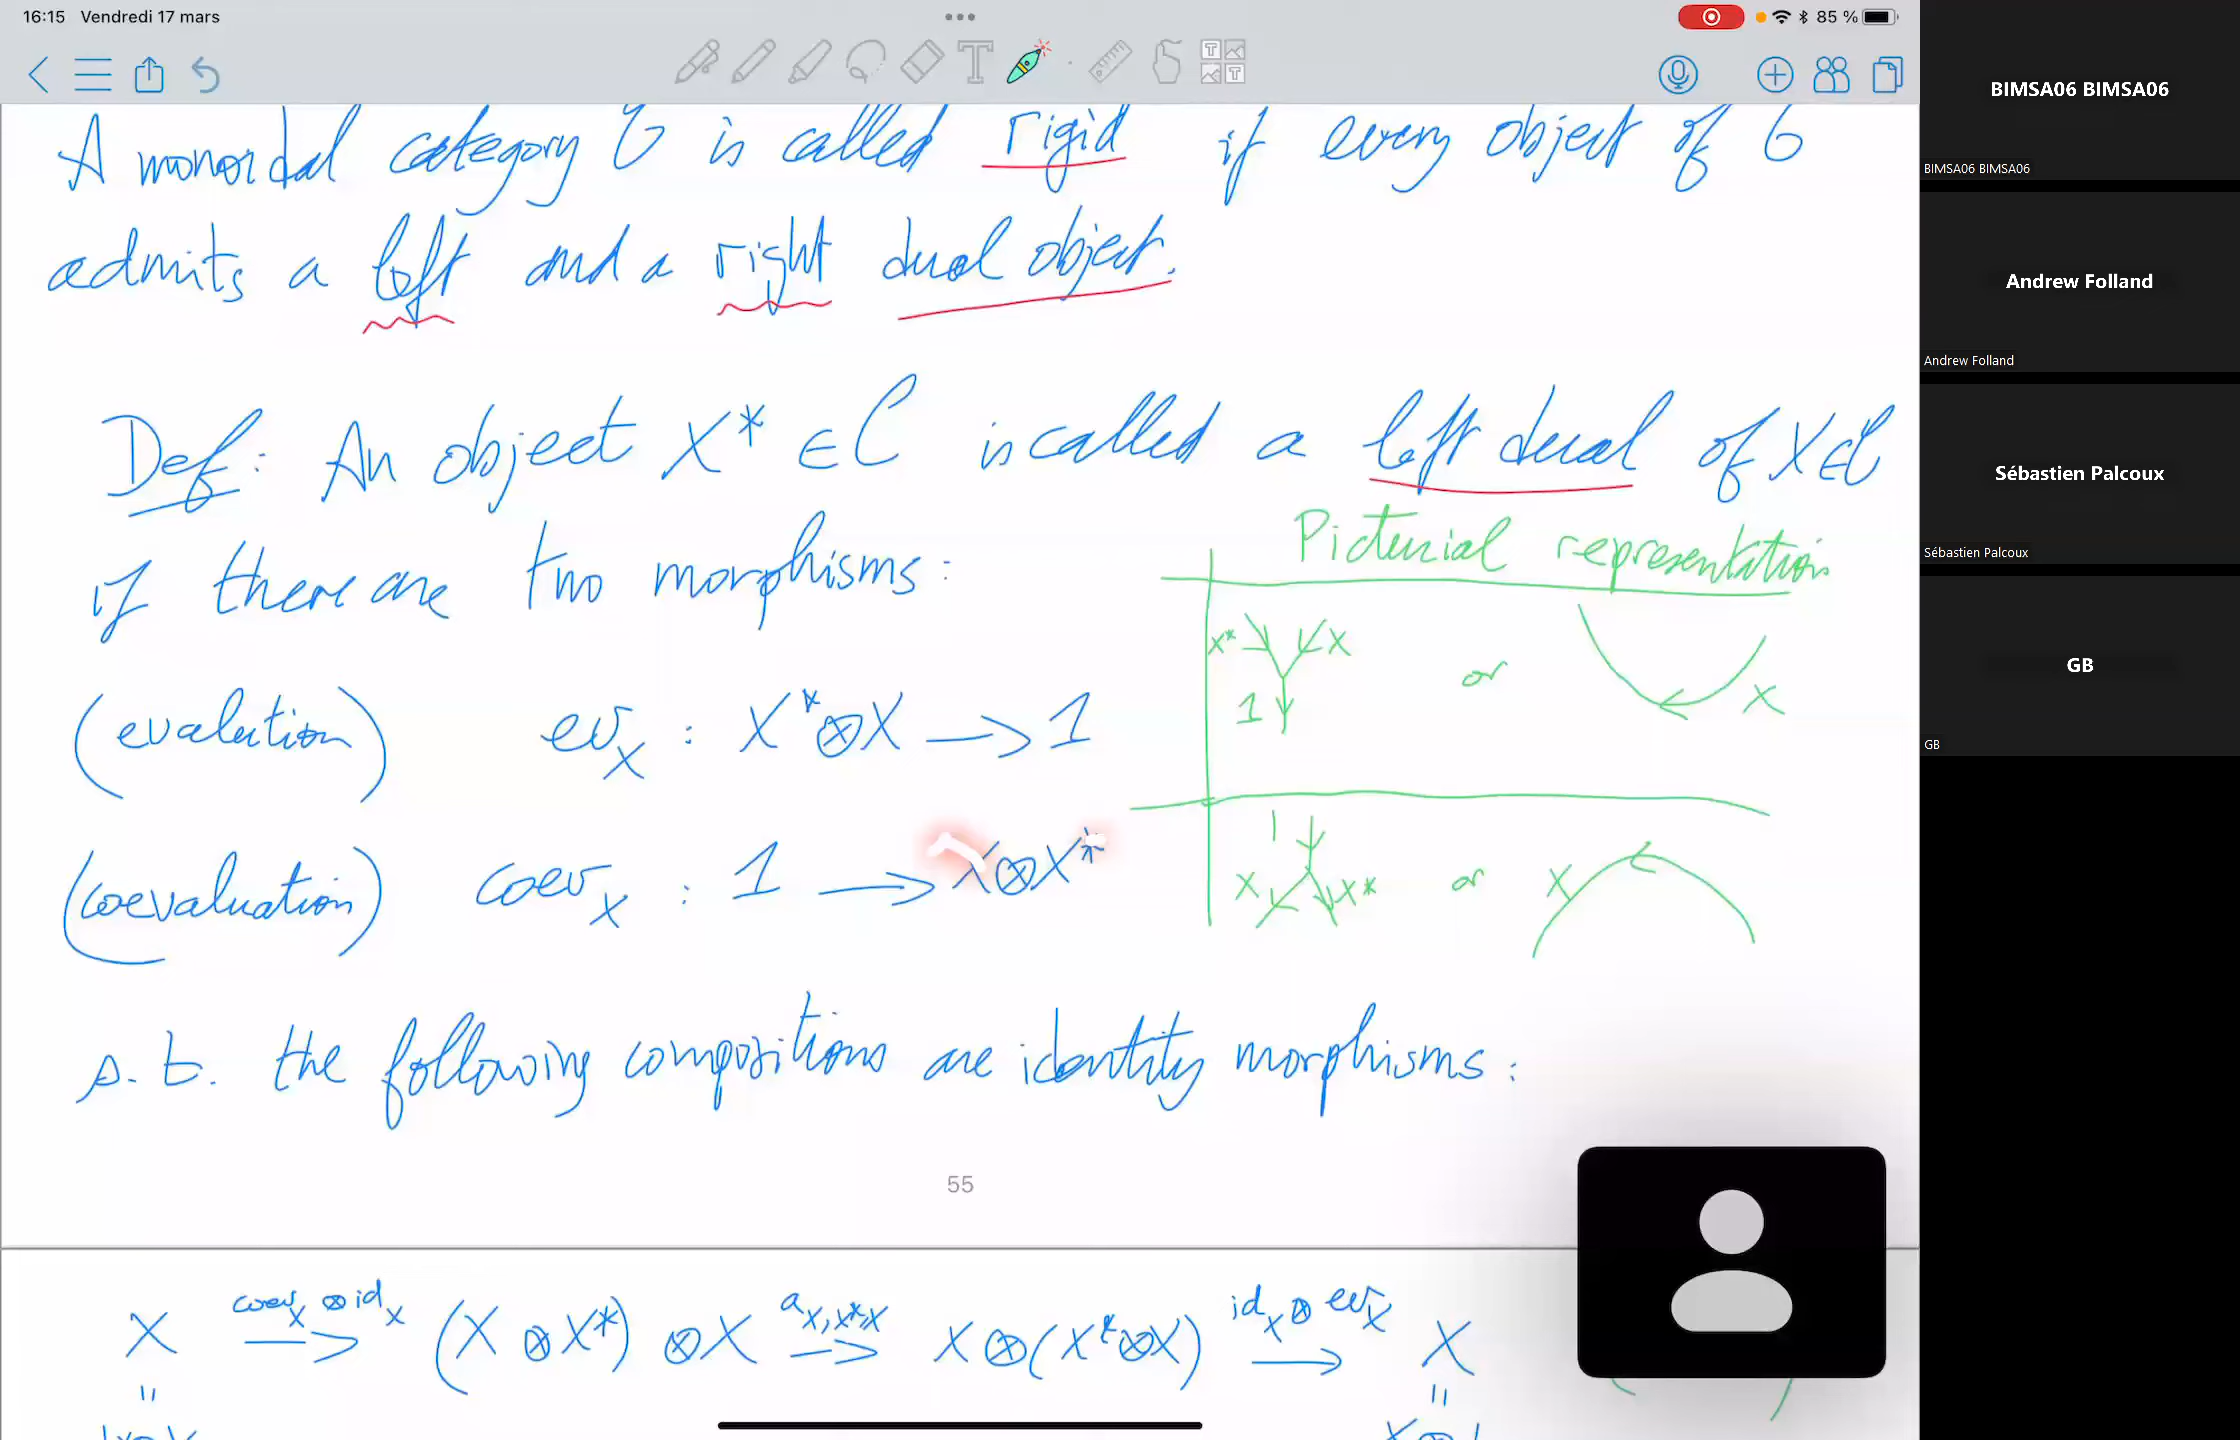 16:15 Vendredi 17 mars
85 %
A monoidal category C is called rigid if every object of C
admits a left and a right dual object.
Def: An object X* ∈ C is called a left dual of X ∈ C
if there are two morphisms:
Pictorial representation
(evaluation) ev_X : X* ⊗ X → 1
X* X 1 or X
(coevaluation) coev_X : 1 → X ⊗ X*
1 X X* or X
s.t. the following compositions are identity morphisms:
55
X coev_X ⊗ id_X → (X ⊗ X*) ⊗ X a_X,X*,X → X ⊗ (X* ⊗ X) id_X ⊗ ev_X → X
BIMSA06 BIMSA06
BIMSA06 BIMSA06
Andrew Folland
Andrew Folland
Sébastien Palcoux
Sébastien Palcoux
GB
GB